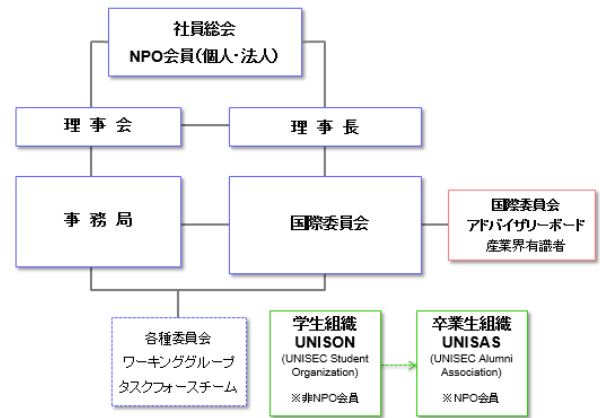 社員総会
NPO会員(個人・法人)
理 事 会
理 事 長
事 務 局
国際委員会
国際委員会
アドバイザリーボード
産業界有識者
各種委員会
ワーキンググループ
タスクフォースチーム
学生組織
UNISON
(UNISEC Student
Organization)
※非NPO会員
卒業生組織
UNISAS
(UNISEC Alumni
Association)
※NPO会員